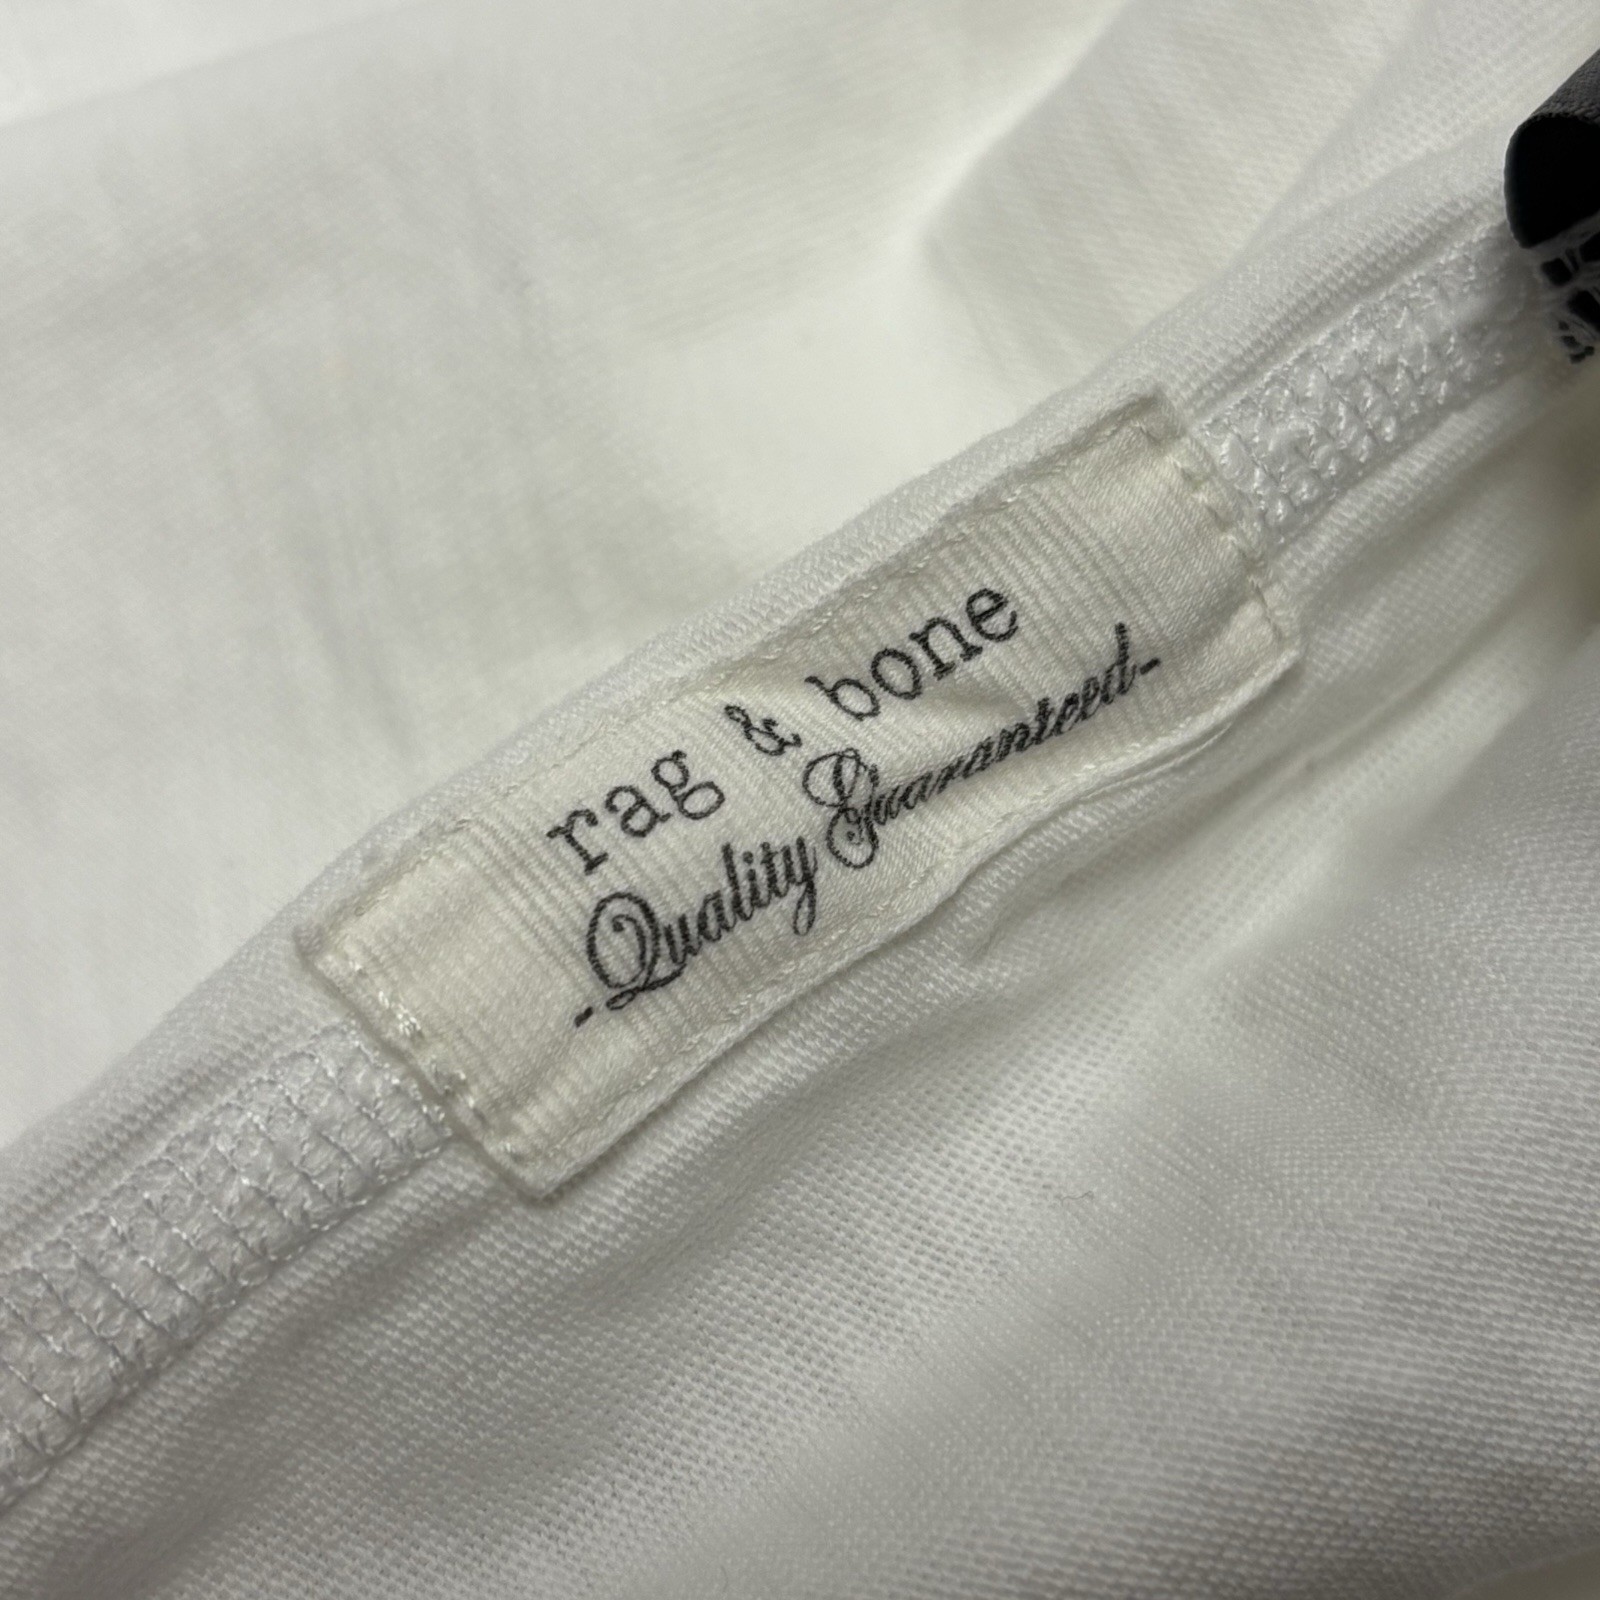 rag & bone
-Quality Guaranteed-